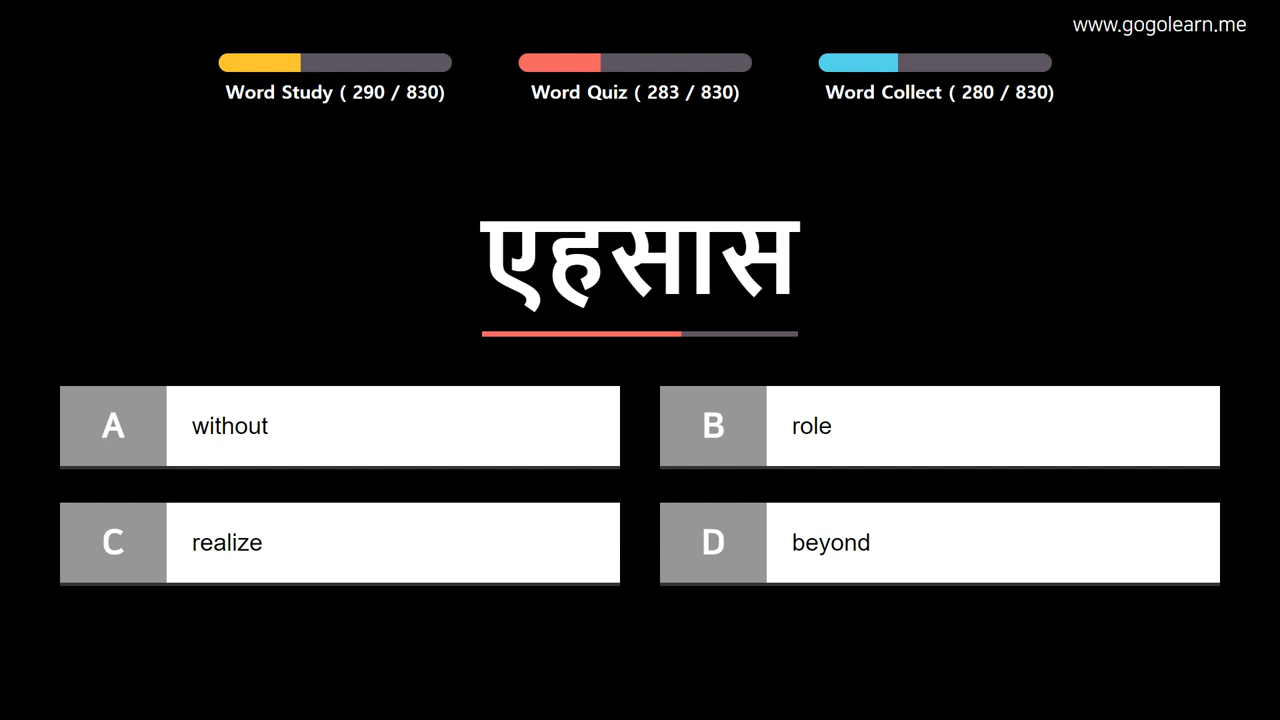 www.gogolearn.me
Word Study ( 290 / 830)
Word Quiz ( 283 / 830)
Word Collect ( 280 / 830)
एहसास
A without
B role
C realize
D beyond